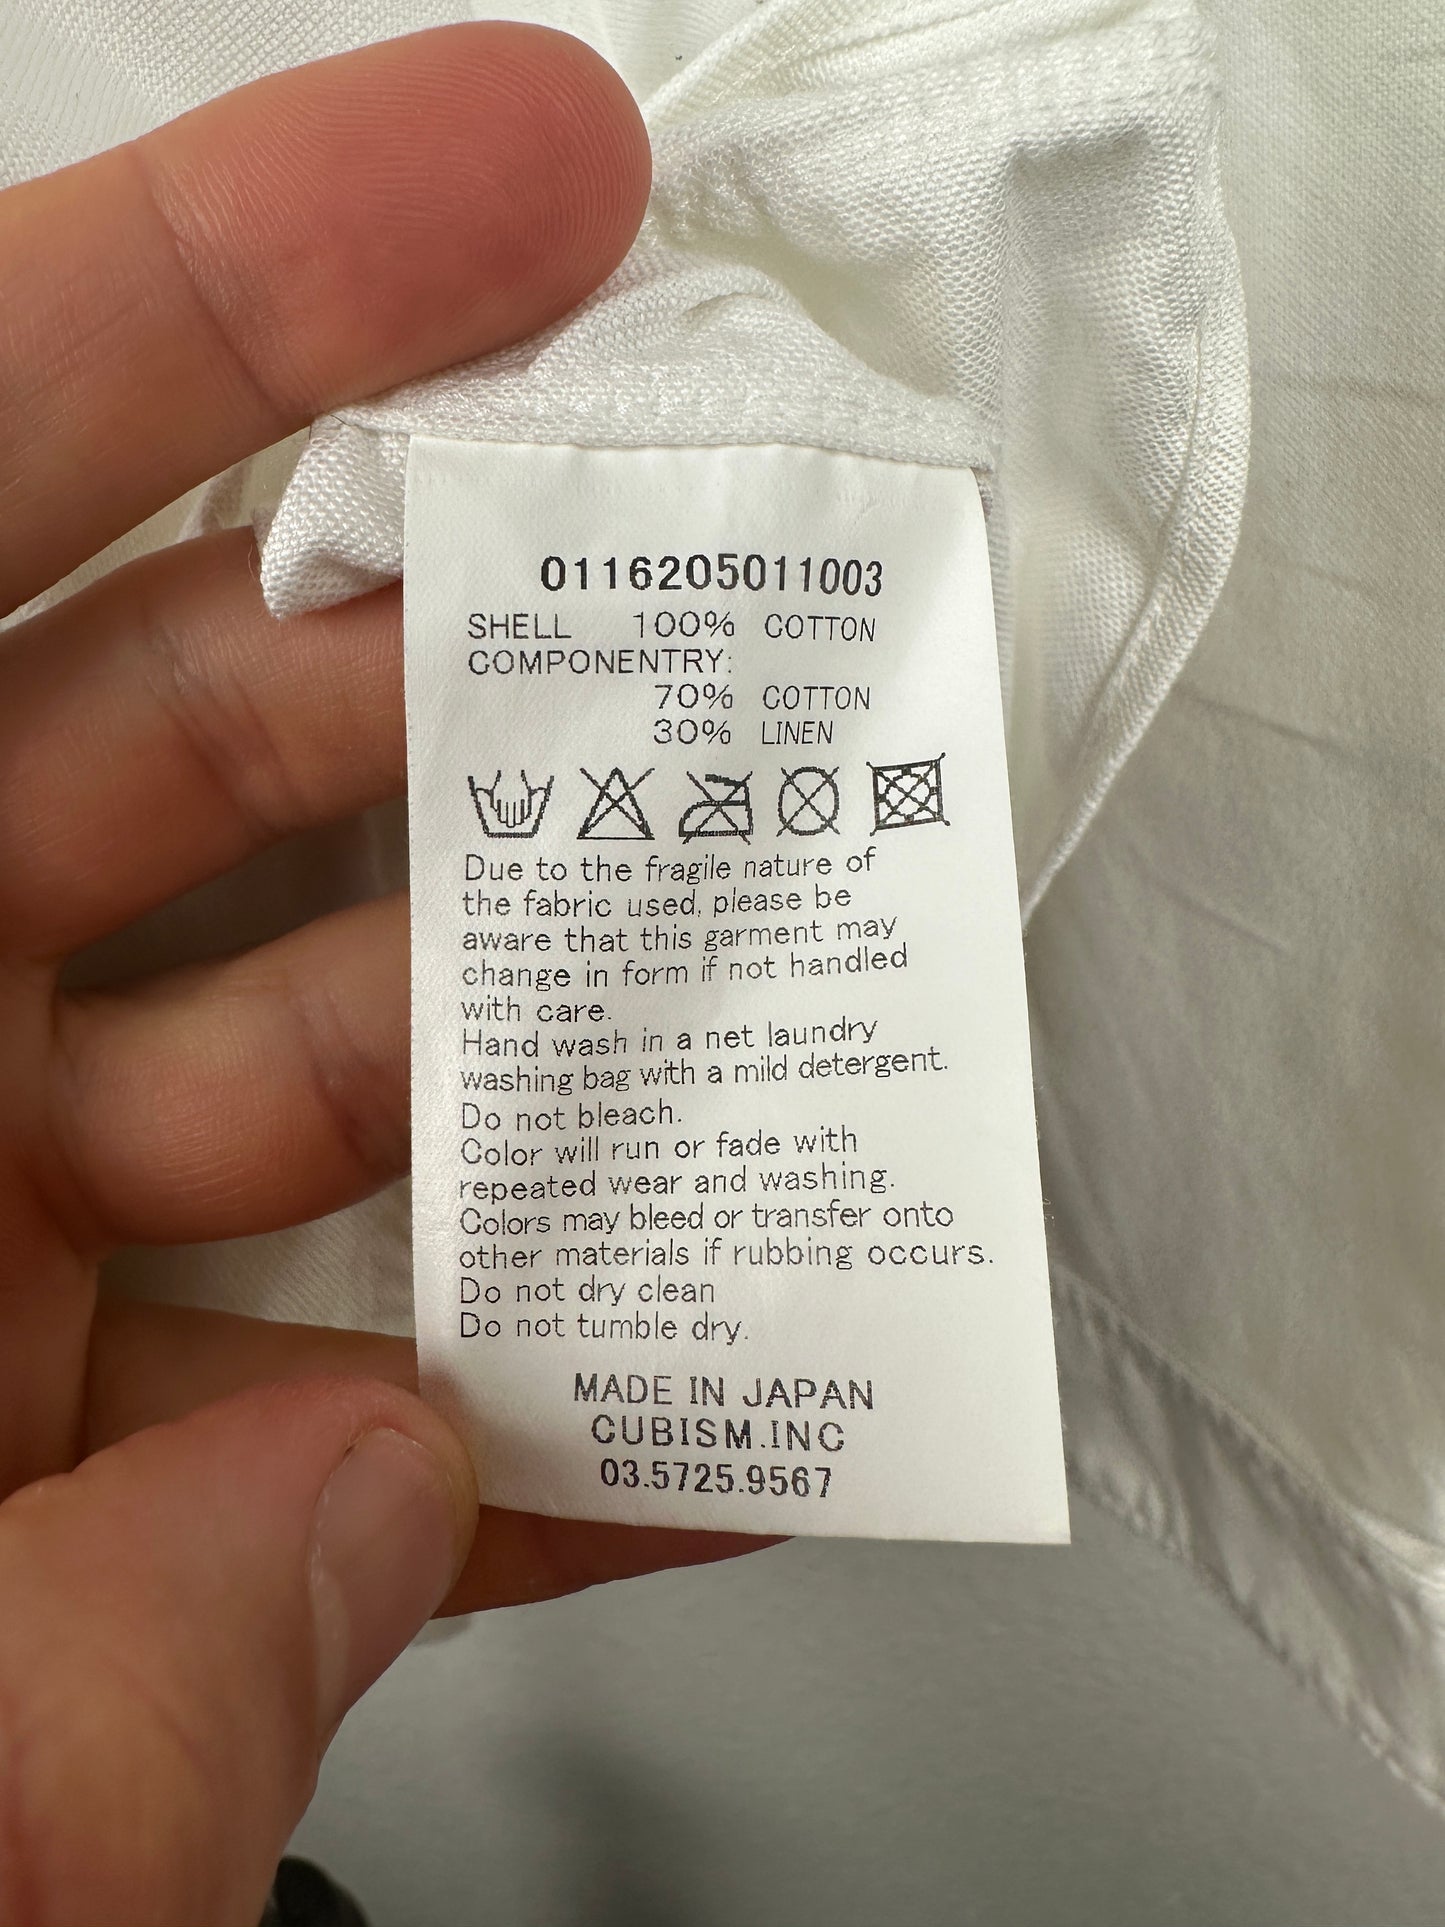 0116205011003
SHELL 100% COTTON
COMPONENTRY:
70% COTTON
30% LINEN
Due to the fragile nature of
the fabric used, please be
aware that this garment may
change in form if not handled
with care.
Hand wash in a net laundry
washing bag with a mild detergent.
Do not bleach.
Color will run or fade with
repeated wear and washing.
Colors may bleed or transfer onto
other materials if rubbing occurs.
Do not dry clean
Do not tumble dry.
MADE IN JAPAN
CUBISM.INC
03.5725.9567